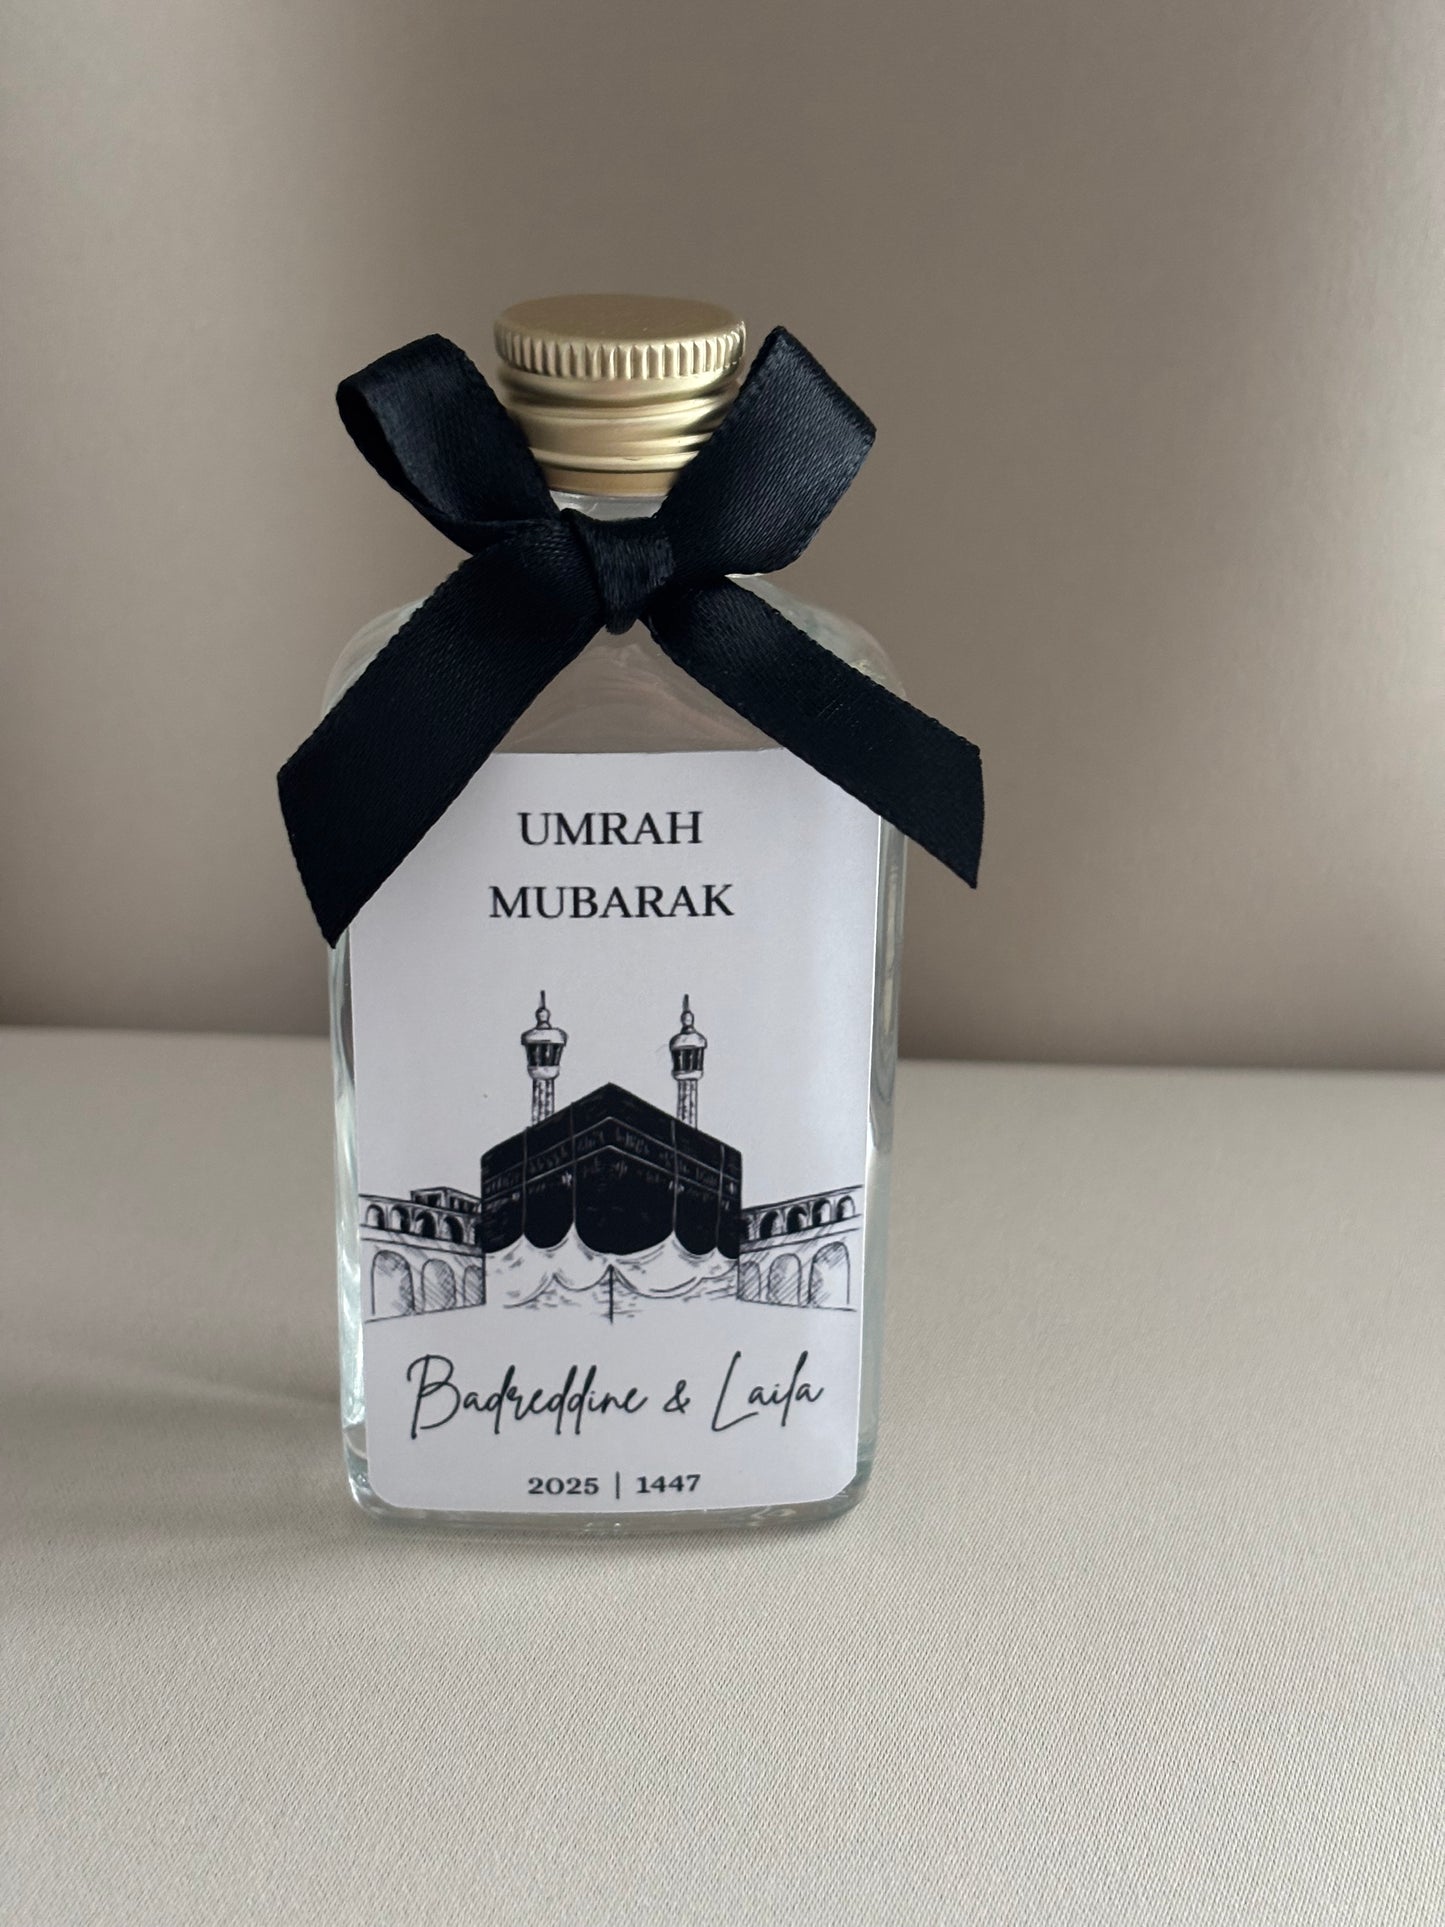 UMRAH
MUBARAK
Badreddine & Laila
2025 | 1447